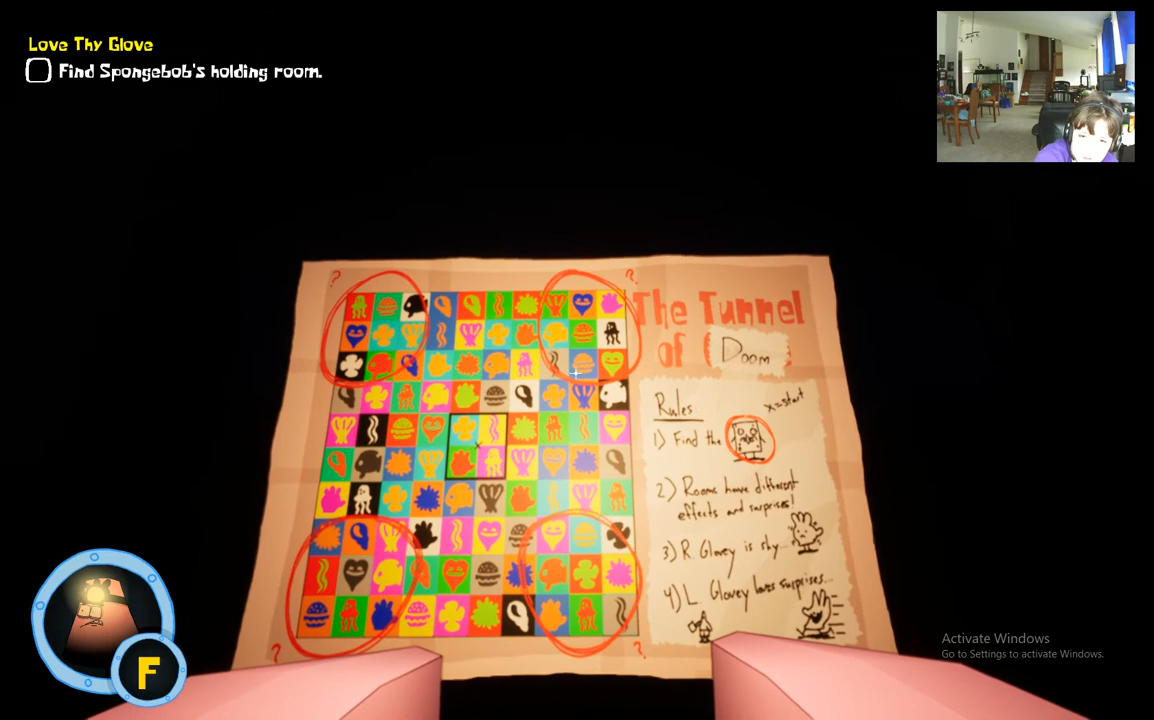 Love Thy Glove
Find Spongebob's holding room.
? ?
The Tunnel
of Doom
Rules
x=start
1) Find the
2) Rooms have different
effects and surprises!
3) R. Glovey is shy...
4) L. Glovey loves surprises...
x
? ?
F
Activate Windows
Go to Settings to activate Windows.